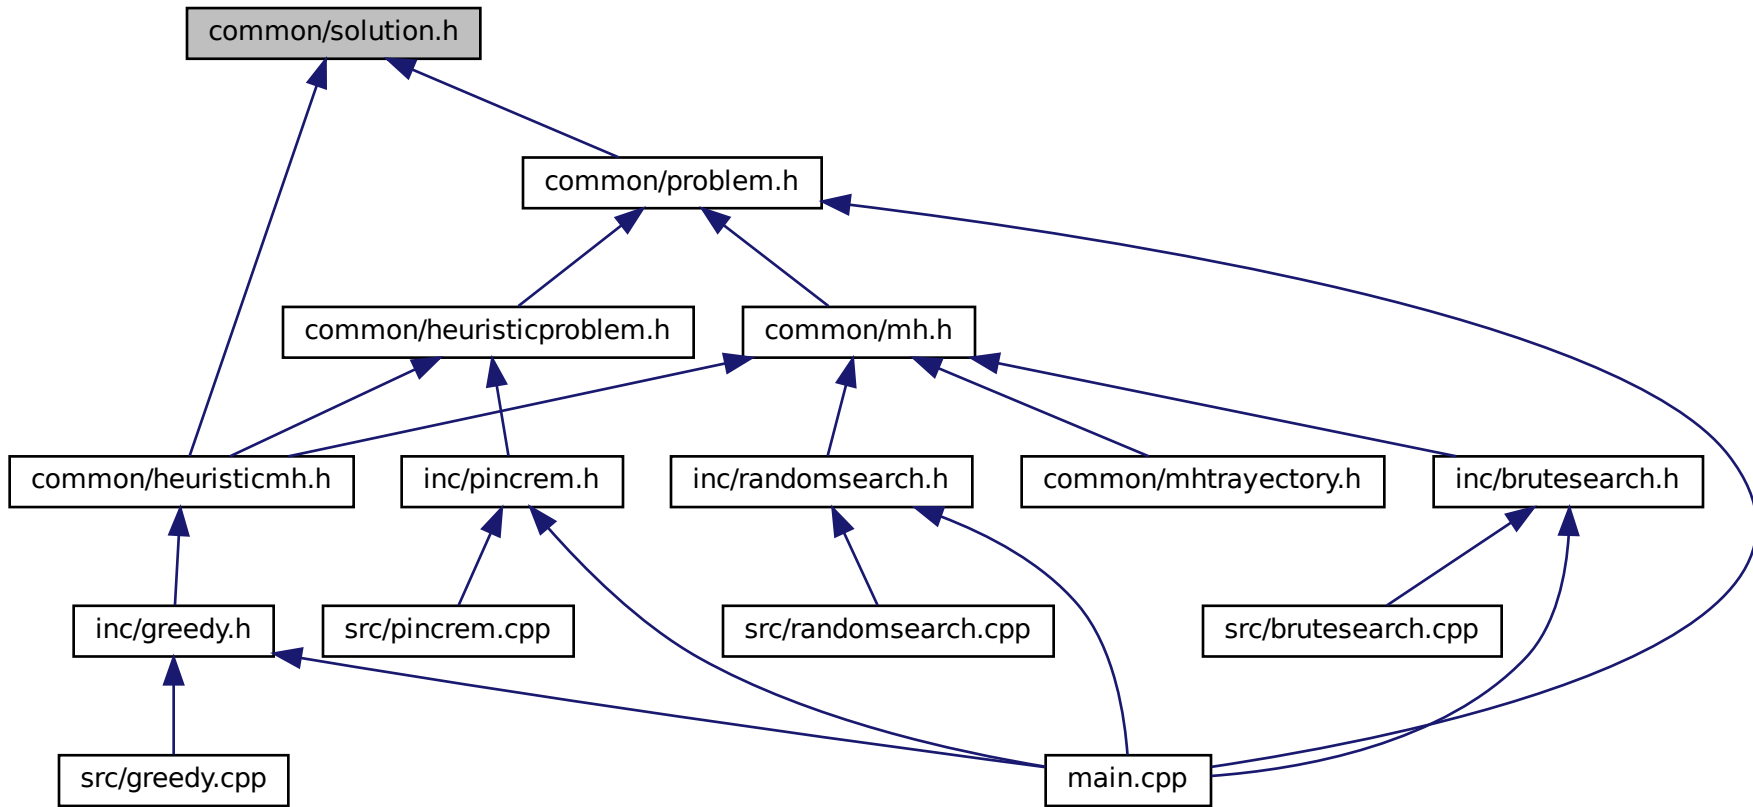 common/solution.h
common/problem.h
common/heuristicproblem.h
common/mh.h
common/heuristicmh.h
inc/pincrem.h
inc/randomsearch.h
common/mhtrayectory.h
inc/brutesearch.h
inc/greedy.h
src/pincrem.cpp
src/randomsearch.cpp
src/brutesearch.cpp
src/greedy.cpp
main.cpp